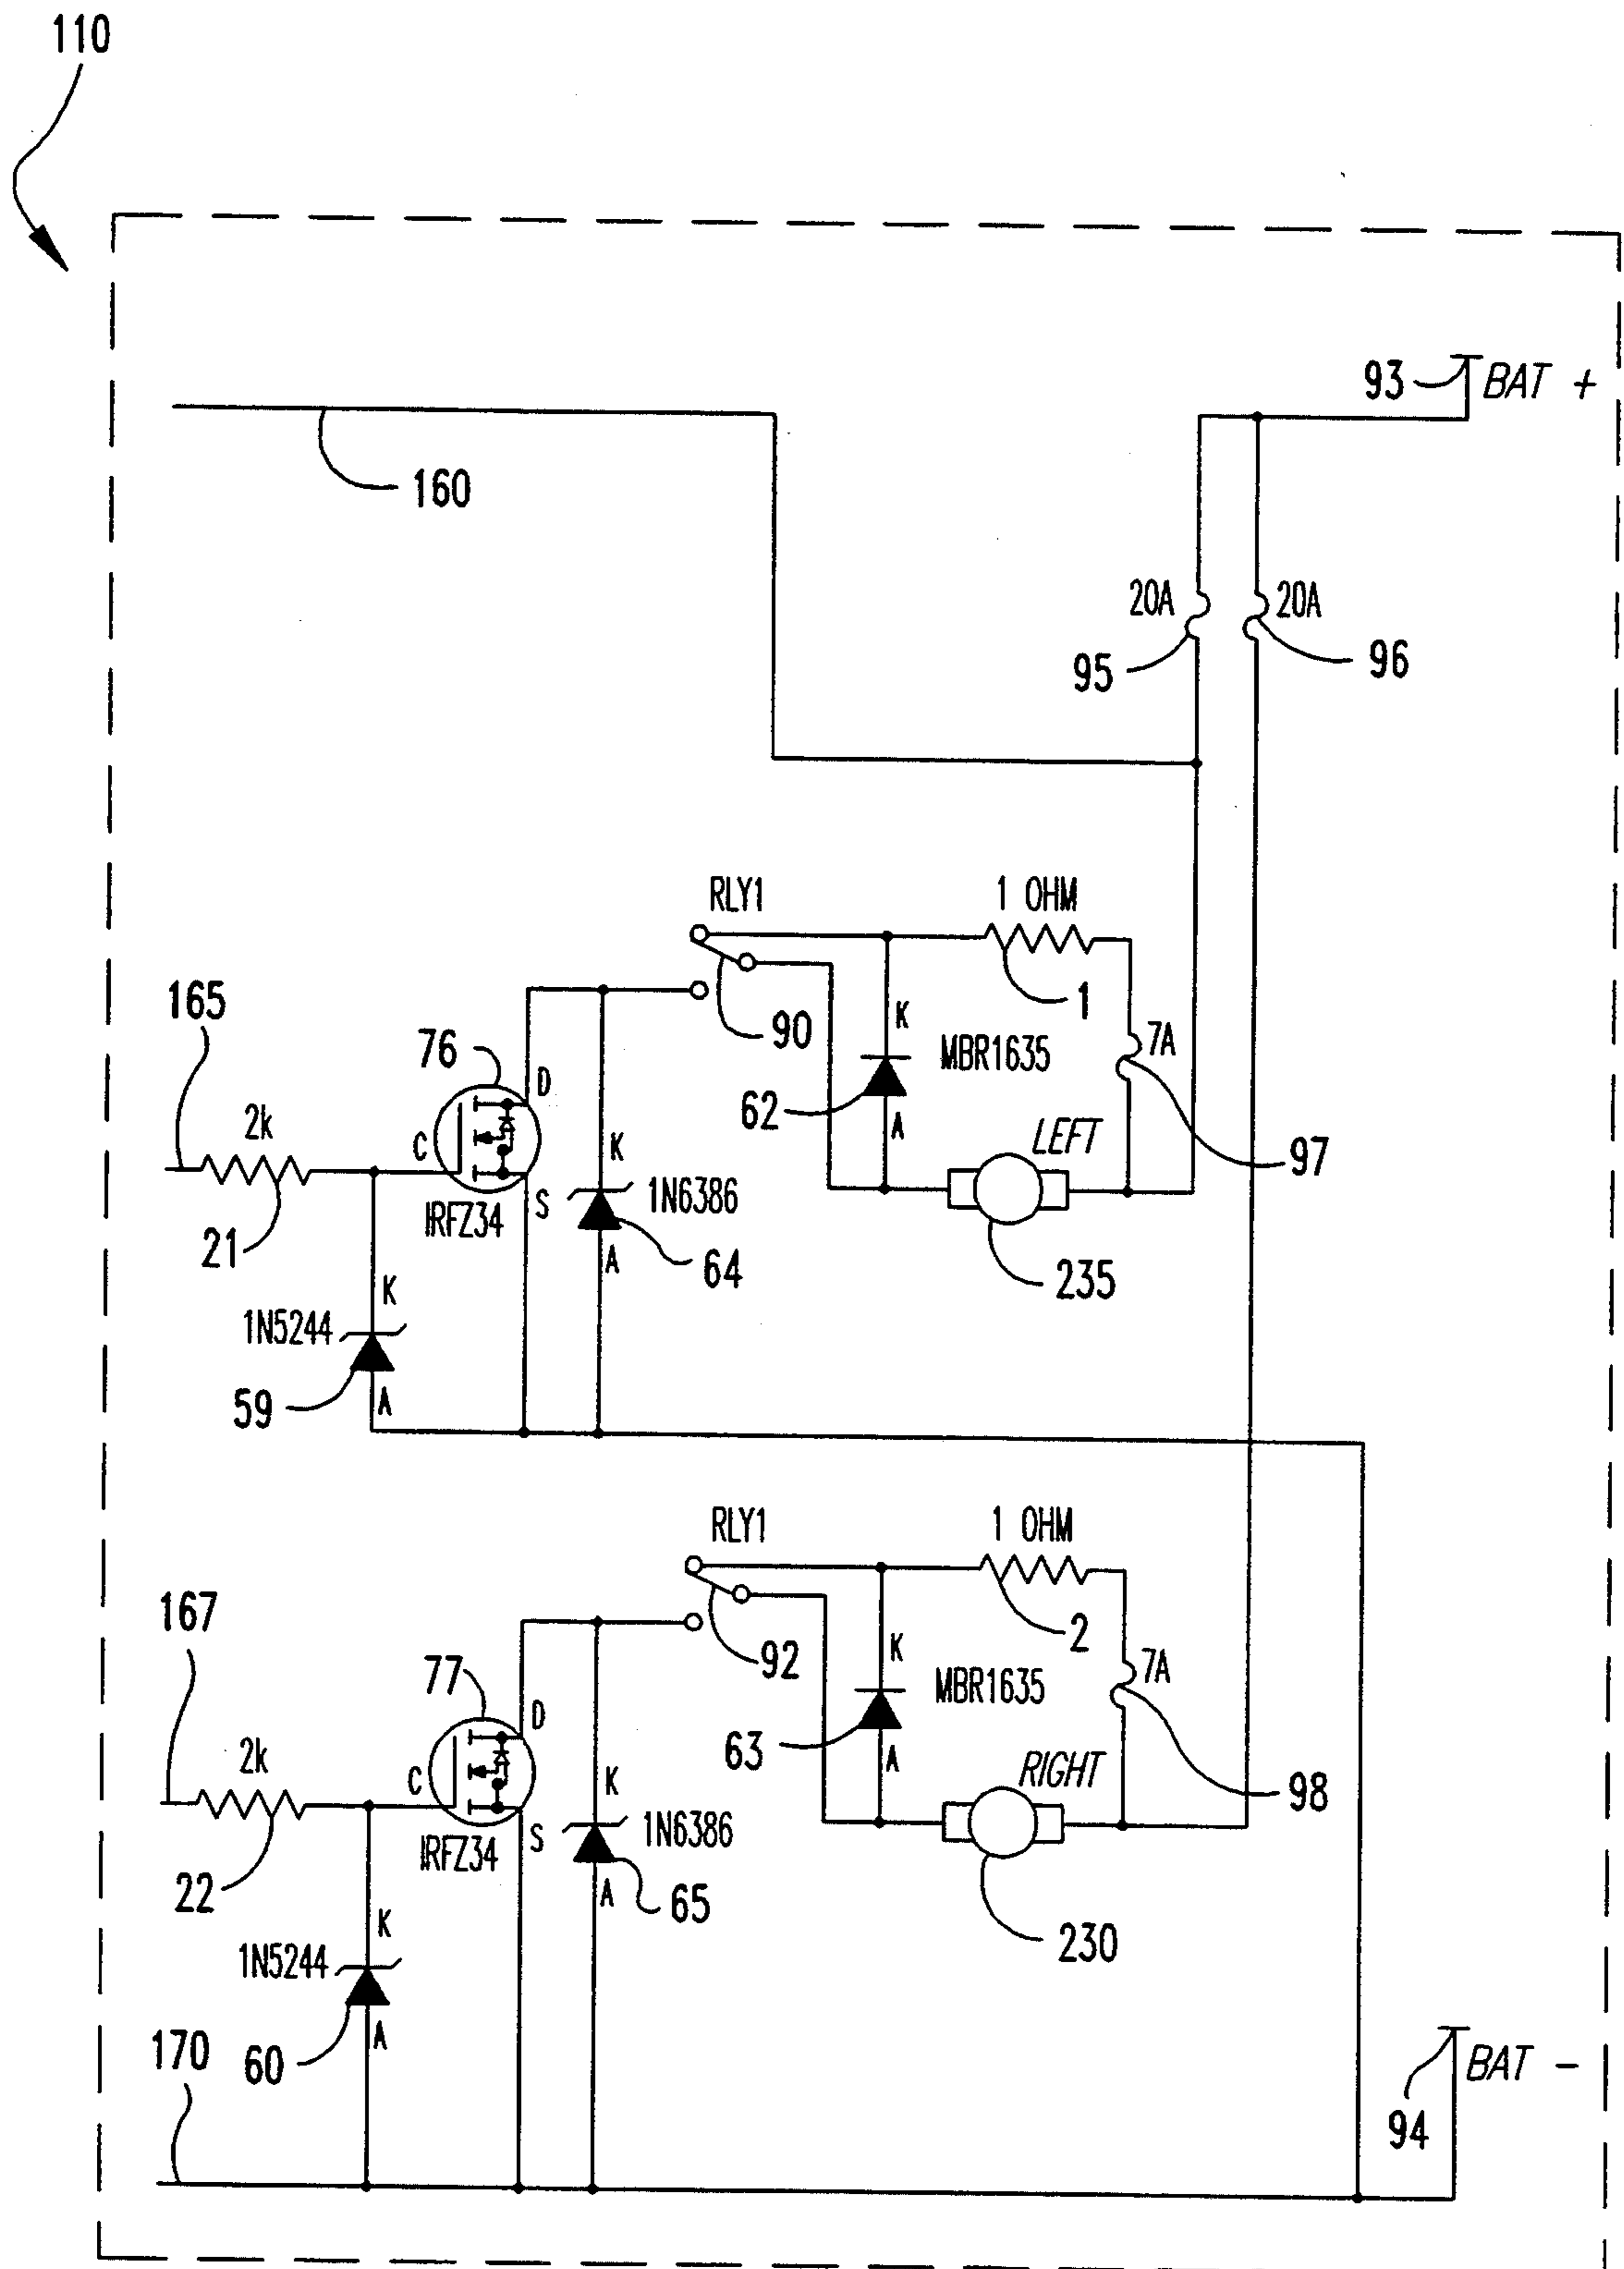 110
93 BAT +
160
20A 20A
95 96
RLY1 1 OHM
165 1
90 K
76 MBR1635 7A
D 62
2k K A LEFT
C 97
1N6386
S
IRFZ34
21 A 64 235
K
1N5244
59 A
RLY1 1 OHM
167 2
92 K
77 MBR1635 7A
D 63
2k K A RIGHT
C 98
1N6386
S
IRFZ34
22 A 65 230
K
1N5244
170 60 A
BAT -
94